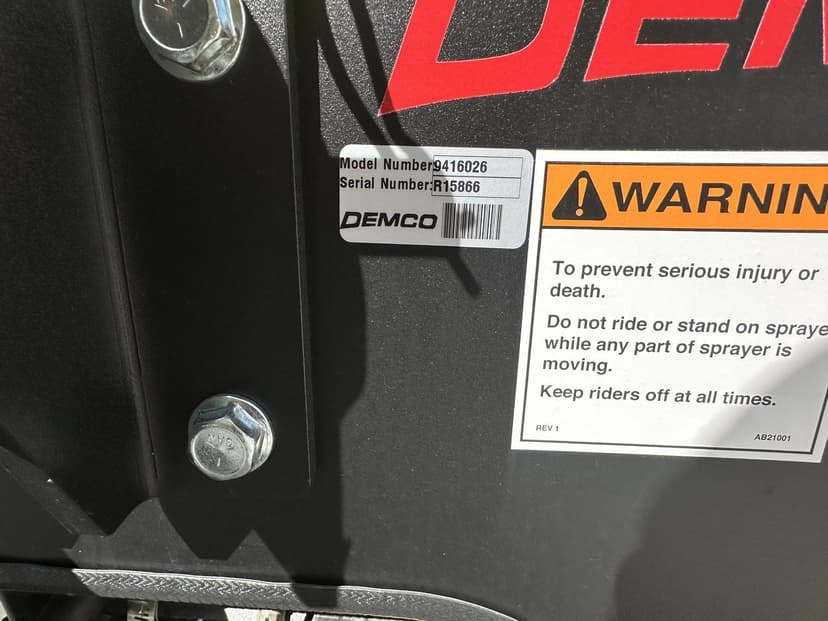 DEM
Model Number:9416026
Serial Number:R15866
DEMCO
WARNIN
To prevent serious injury or
death.
Do not ride or stand on spraye
while any part of sprayer is
moving.
Keep riders off at all times.
REV 1
AB21001